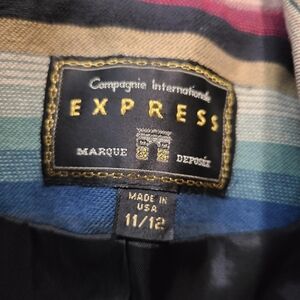 Compagnie Internationale
EXPRESS
MARQUE DEPOSÉE
MADE IN
USA
11/12